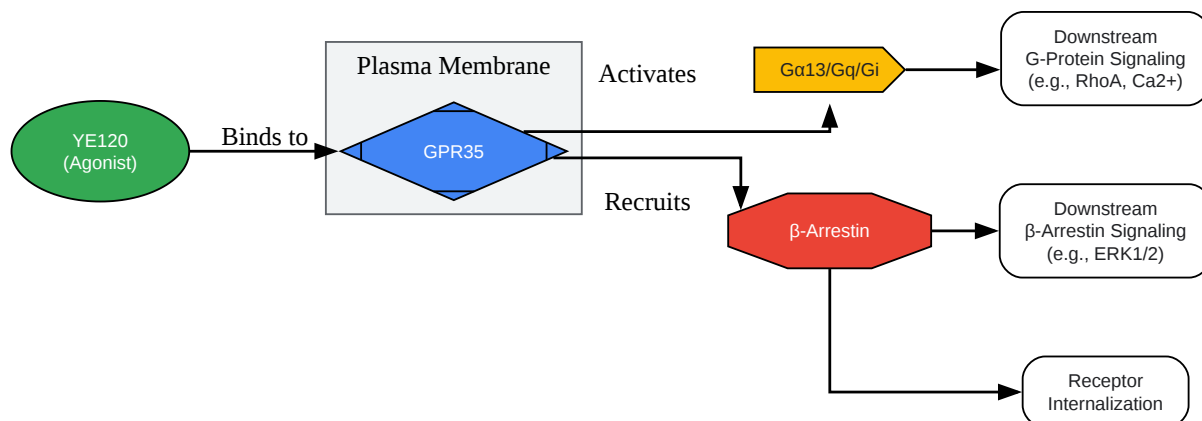 YE120
(Agonist)
Binds to
Plasma Membrane
GPR35
Activates
Recruits
Gα13/Gq/Gi
β-Arrestin
Downstream
G-Protein Signaling
(e.g., RhoA, Ca2+)
Downstream
β-Arrestin Signaling
(e.g., ERK1/2)
Receptor
Internalization